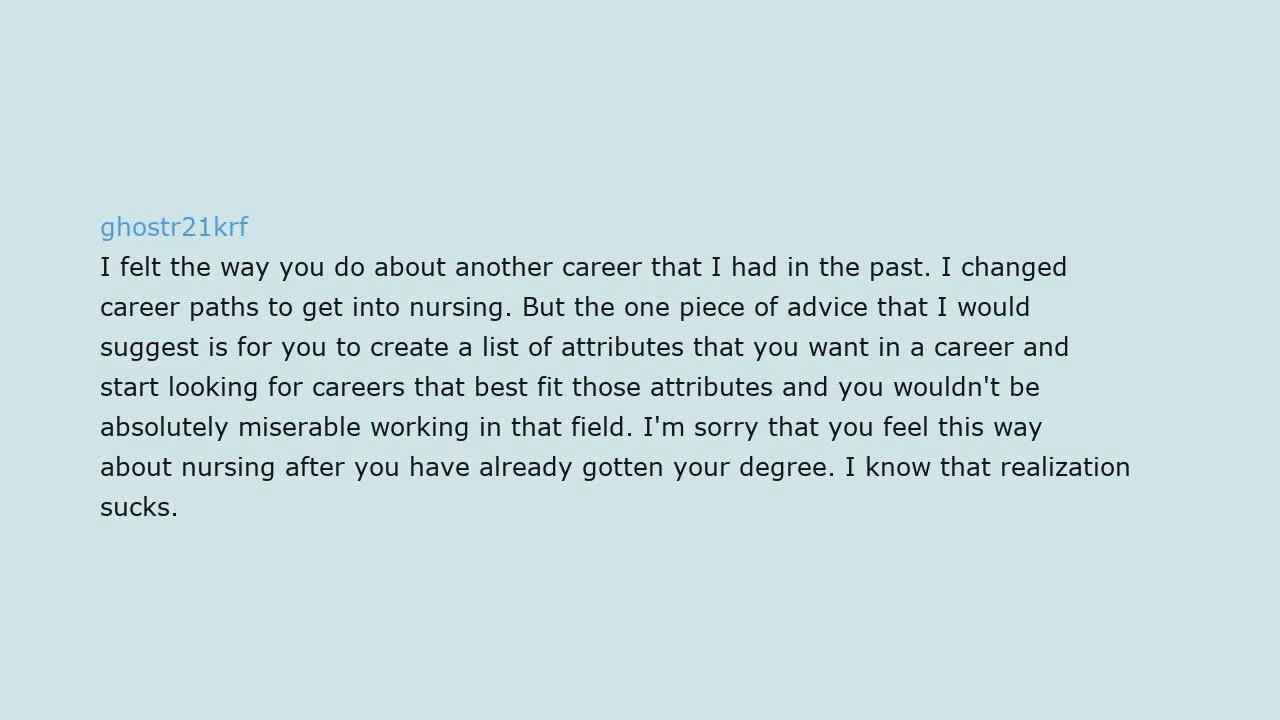 ghostr21krf
I felt the way you do about another career that I had in the past. I changed
career paths to get into nursing. But the one piece of advice that I would
suggest is for you to create a list of attributes that you want in a career and
start looking for careers that best fit those attributes and you wouldn't be
absolutely miserable working in that field. I'm sorry that you feel this way
about nursing after you have already gotten your degree. I know that realization
sucks.